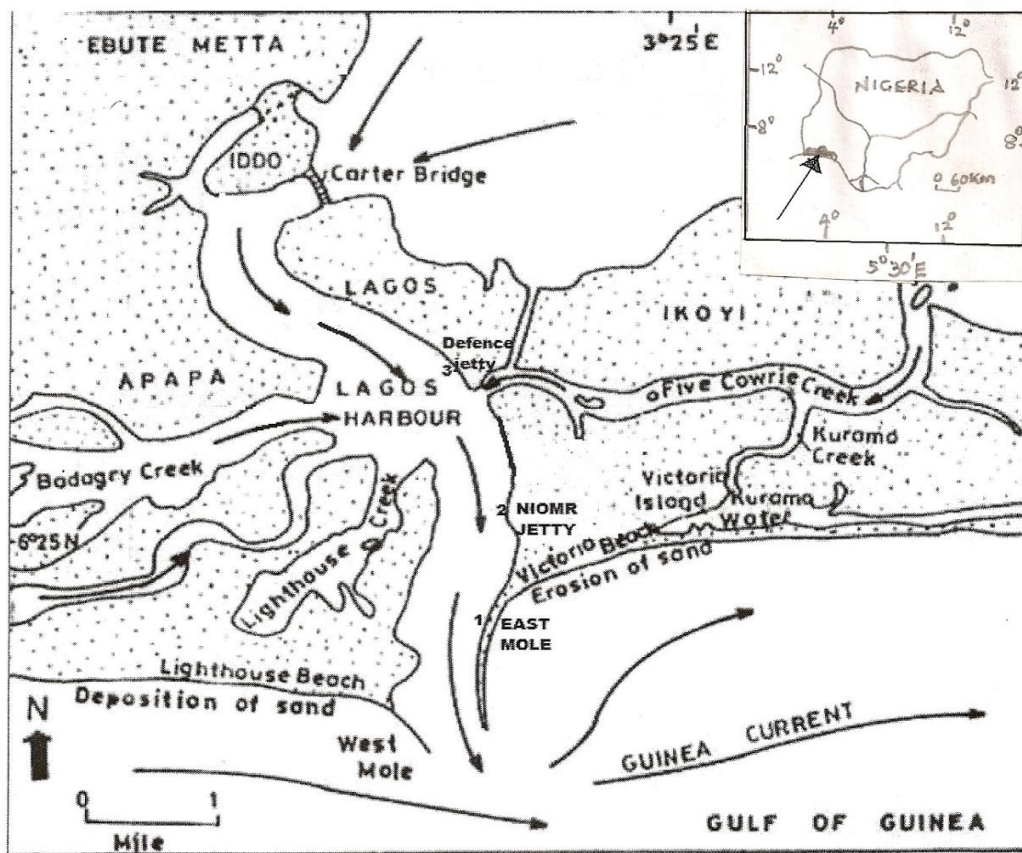 EBUTE METTA
3° 25' E
4° 12°
12° 12°
NIGERIA
8° 8°
0 60Km
4° 12°
5° 30' E
IDDO
Carter Bridge
LAGOS
IKOYI
Defence
3jetty
APAPA
LAGOS
HARBOUR
Five Cowrie Creek
Kuramo
Creek
Badagry Creek
Victoria
Island
Kuramo
Water
2 NIOMR
JETTY
6° 25 N
Lighthouse Creek
Victoria Beach
Erosion of sand
1 EAST
MOLE
Lighthouse Beach
Deposition of sand
N
West
Mole
GUINEA CURRENT
0 1
Mile
GULF OF GUINEA